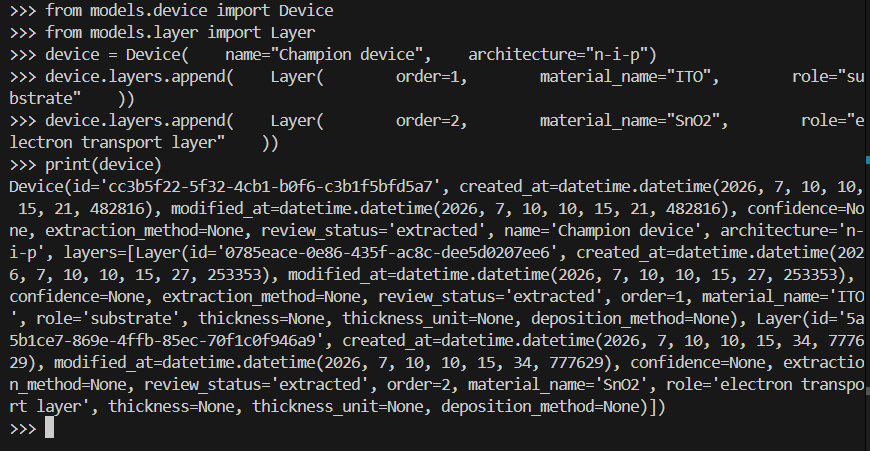 >>> from models.device import Device
>>> from models.layer import Layer
>>> device = Device(    name="Champion device",    architecture="n-i-p")
>>> device.layers.append(    Layer(        order=1,        material_name="ITO",        role="su
bstrate"    ))
>>> device.layers.append(    Layer(        order=2,        material_name="SnO2",        role="e
lectron transport layer"    ))
>>> print(device)
Device(id='cc3b5f22-5f32-4cb1-b0f6-c3b1f5bfd5a7', created_at=datetime.datetime(2026, 7, 10, 10,
 15, 21, 482816), modified_at=datetime.datetime(2026, 7, 10, 10, 15, 21, 482816), confidence=No
ne, extraction_method=None, review_status='extracted', name='Champion device', architecture='n-
i-p', layers=[Layer(id='0785eace-0e86-435f-ac8c-dee5d0207ee6', created_at=datetime.datetime(202
6, 7, 10, 10, 15, 27, 253353), modified_at=datetime.datetime(2026, 7, 10, 10, 15, 27, 253353),
confidence=None, extraction_method=None, review_status='extracted', order=1, material_name='ITO
', role='substrate', thickness=None, thickness_unit=None, deposition_method=None), Layer(id='5a
5b1ce7-869e-4ffb-85ec-70f1c0f946a9', created_at=datetime.datetime(2026, 7, 10, 10, 15, 34, 7776
29), modified_at=datetime.datetime(2026, 7, 10, 10, 15, 34, 777629), confidence=None, extractio
n_method=None, review_status='extracted', order=2, material_name='SnO2', role='electron transpo
rt layer', thickness=None, thickness_unit=None, deposition_method=None)])
>>>